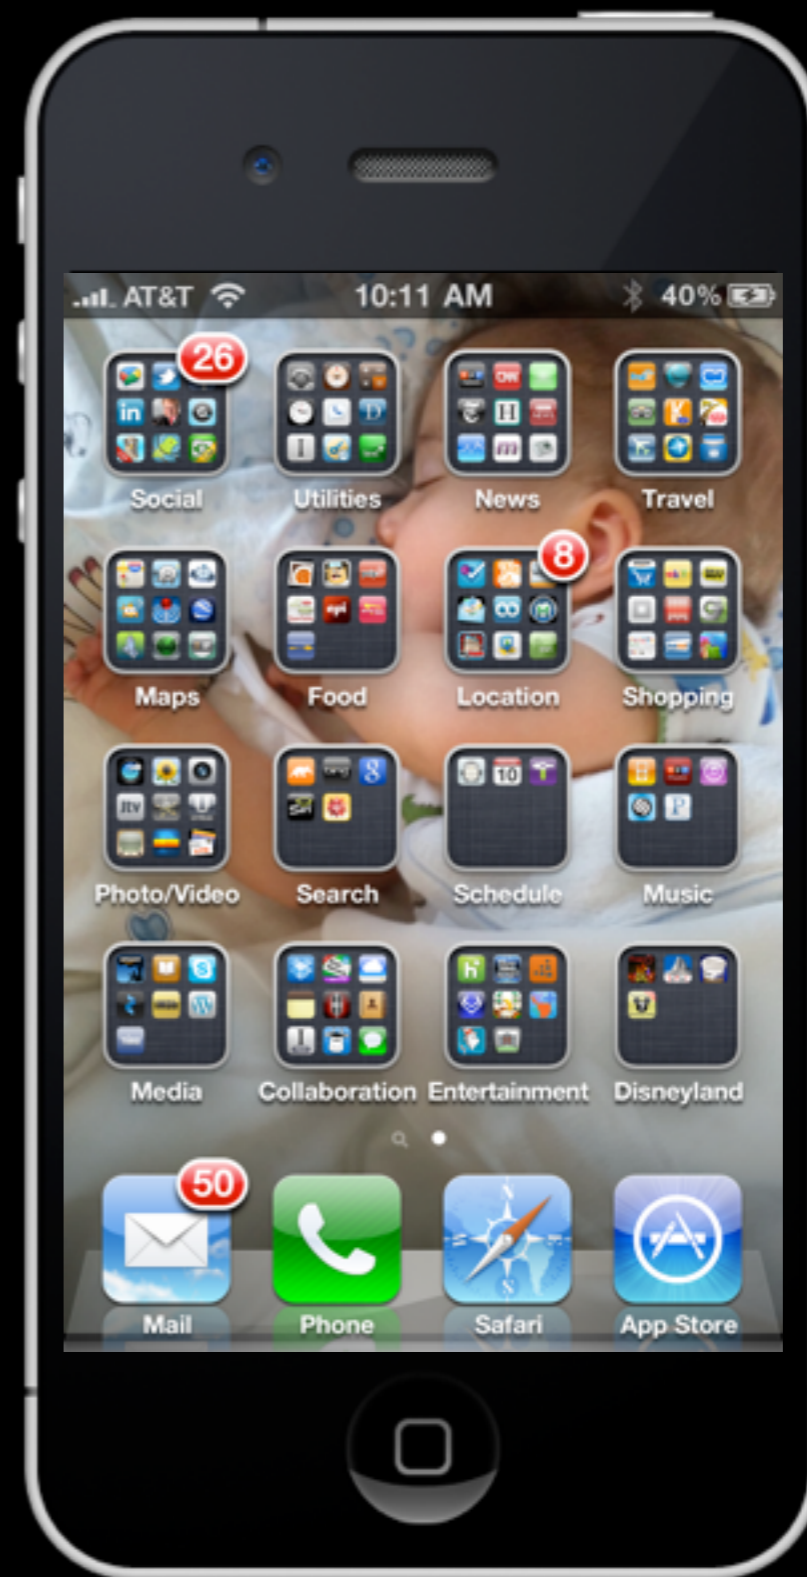 AT&T 10:11 AM 40%
26
Social Utilities News Travel
8
Maps Food Location Shopping
10
Photo/Video Search Schedule Music
Media Collaboration Entertainment Disneyland
50
Mail Phone Safari App Store